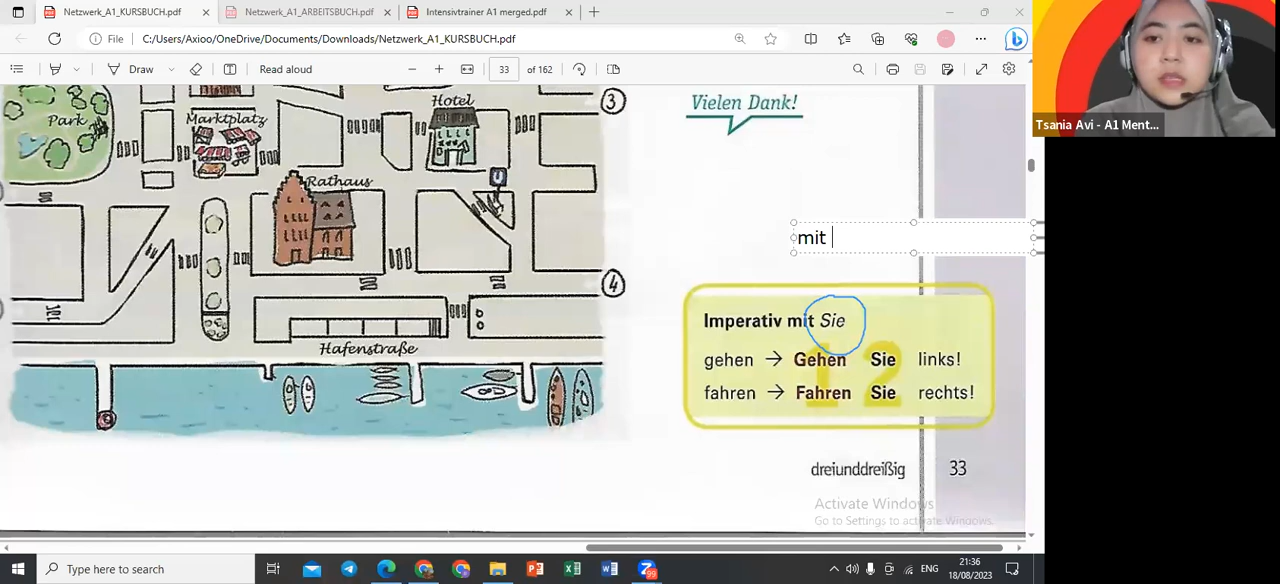 Netzwerk_A1_KURSBUCH.pdf
Netzwerk_A1_ARBEITSBUCH.pdf
Intensivtrainer A1 merged.pdf
File
C:/Users/Axioo/OneDrive/Documents/Downloads/Netzwerk_A1_KURSBUCH.pdf
Draw
Read aloud
33
of 162
Park
Marktplatz
Hotel
3
Rathaus
U
4
Hafenstraße
Vielen Dank!
mit
Imperativ mit Sie
1 2
gehen → Gehen Sie links!
fahren → Fahren Sie rechts!
dreiunddreißig 33
Activate Windows
Go to Settings to activate Windows.
Tsania Avi - A1 Ment...
Type here to search
99
ENG
21:36
18/08/2023